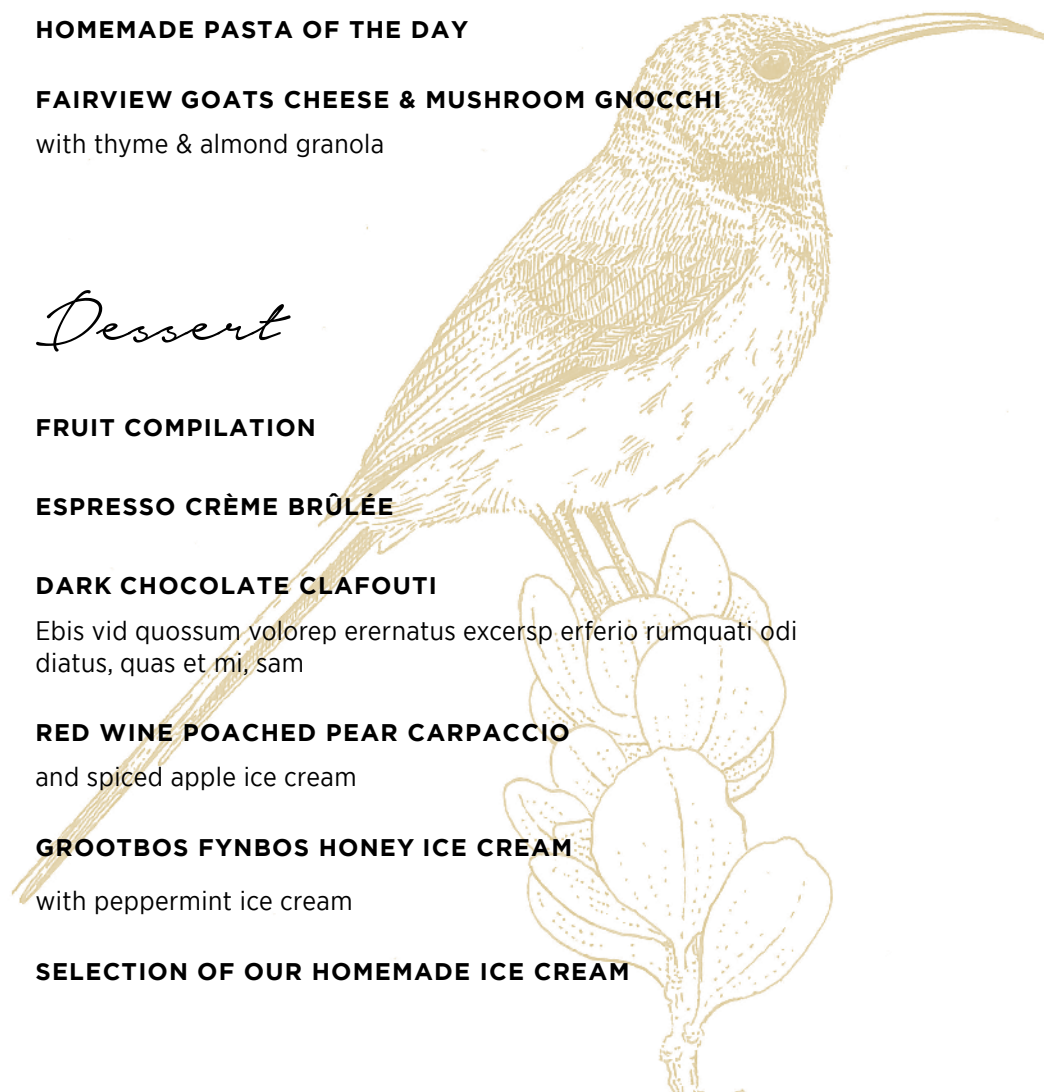 HOMEMADE PASTA OF THE DAY
FAIRVIEW GOATS CHEESE & MUSHROOM GNOCCHI
with thyme & almond granola
Dessert
FRUIT COMPILATION
ESPRESSO CRÈME BRÛLÉE
DARK CHOCOLATE CLAFOUTI
Ebis vid quossum volorep erernatus excersp erferio rumquati odi
diatus, quas et mi, sam
RED WINE POACHED PEAR CARPACCIO
and spiced apple ice cream
GROOTBOS FYNBOS HONEY ICE CREAM
with peppermint ice cream
SELECTION OF OUR HOMEMADE ICE CREAM